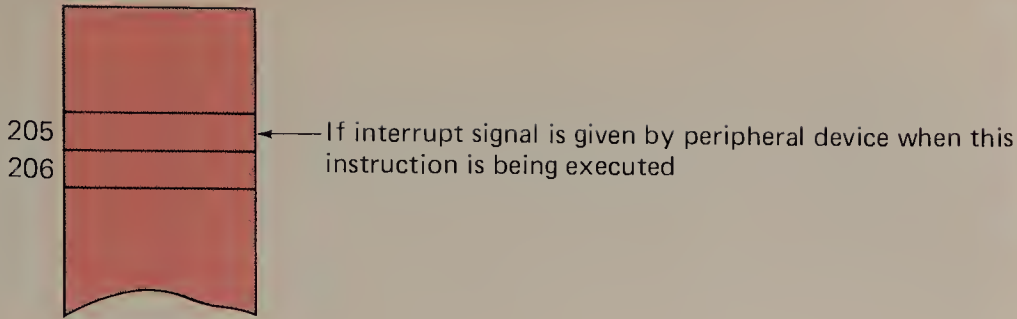 205
If interrupt signal is given by peripheral device when this
206
instruction is being executed